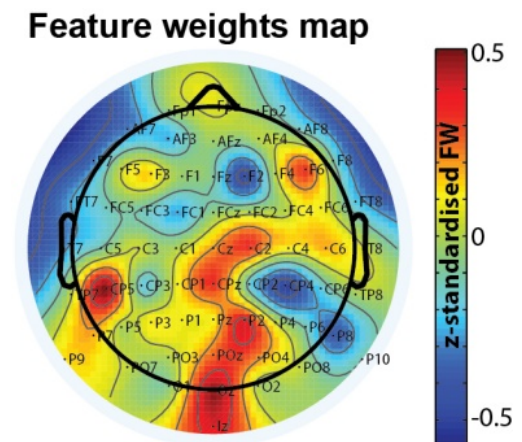 Feature weights map
0.5
0
-0.5
z-standardised FW
Fp1 Fpz Fp2
AF7 AF3 AFz AF4 AF8
F7 F5 F3 F1 Fz F2 F4 F6 F8
FT7 FC5 FC3 FC1 FCz FC2 FC4 FC6 FT8
T7 C5 C3 C1 Cz C2 C4 C6 T8
TP7 CP5 CP3 CP1 CPz CP2 CP4 CP6 TP8
P7 P5 P3 P1 Pz P2 P4 P6 P8
P9 PO7 PO3 POz PO4 PO8 P10
O1 Oz O2
Iz